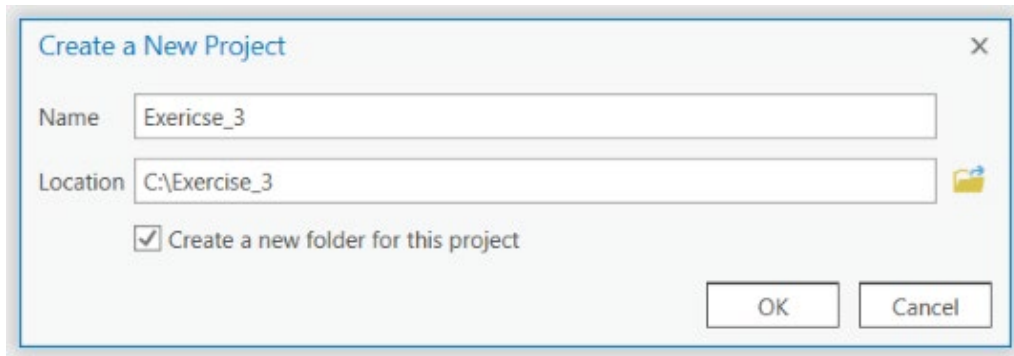 Create a New Project
Name Exericse_3
Location C:\Exercise_3
Create a new folder for this project
OK Cancel